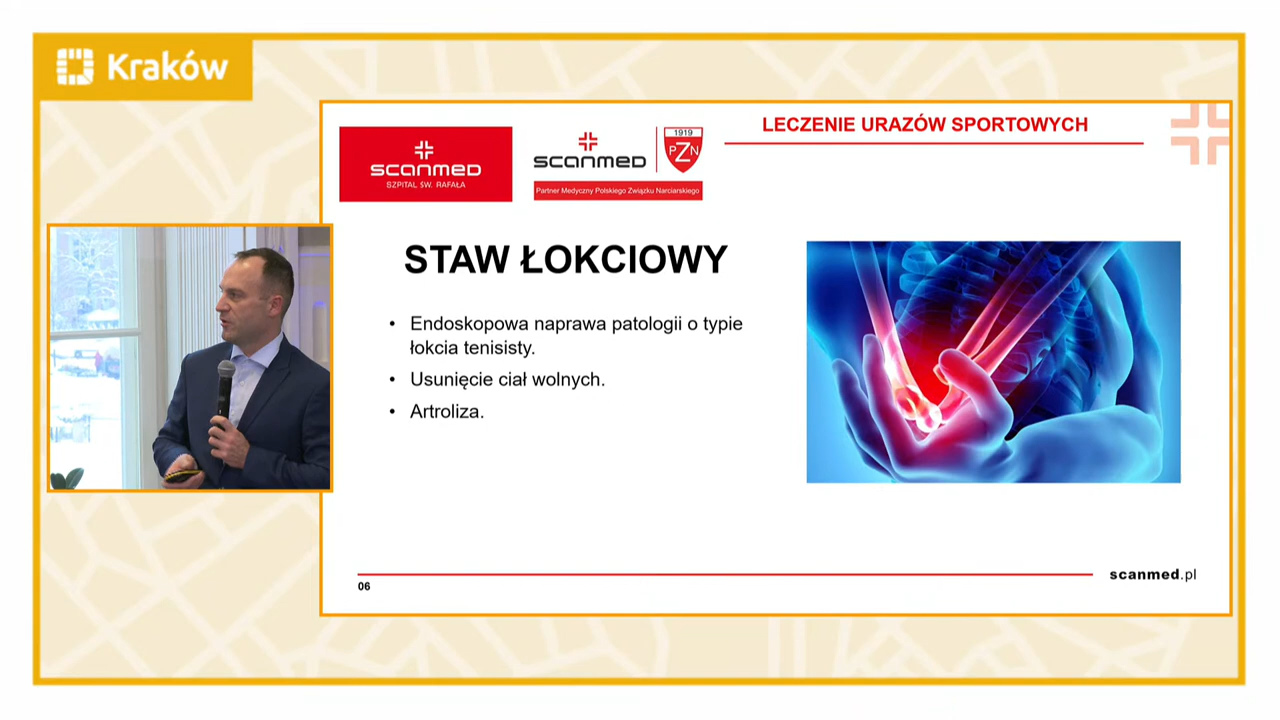 Kraków
scanmed
SZPITAL ŚW. RAFAŁA
scanmed
1919
PZN
Partner Medyczny Polskiego Związku Narciarskiego
LECZENIE URAZÓW SPORTOWYCH
STAW ŁOKCIOWY
• Endoskopowa naprawa patologii o typie
łokcia tenisisty.
• Usunięcie ciał wolnych.
• Artroliza.
06
scanmed.pl